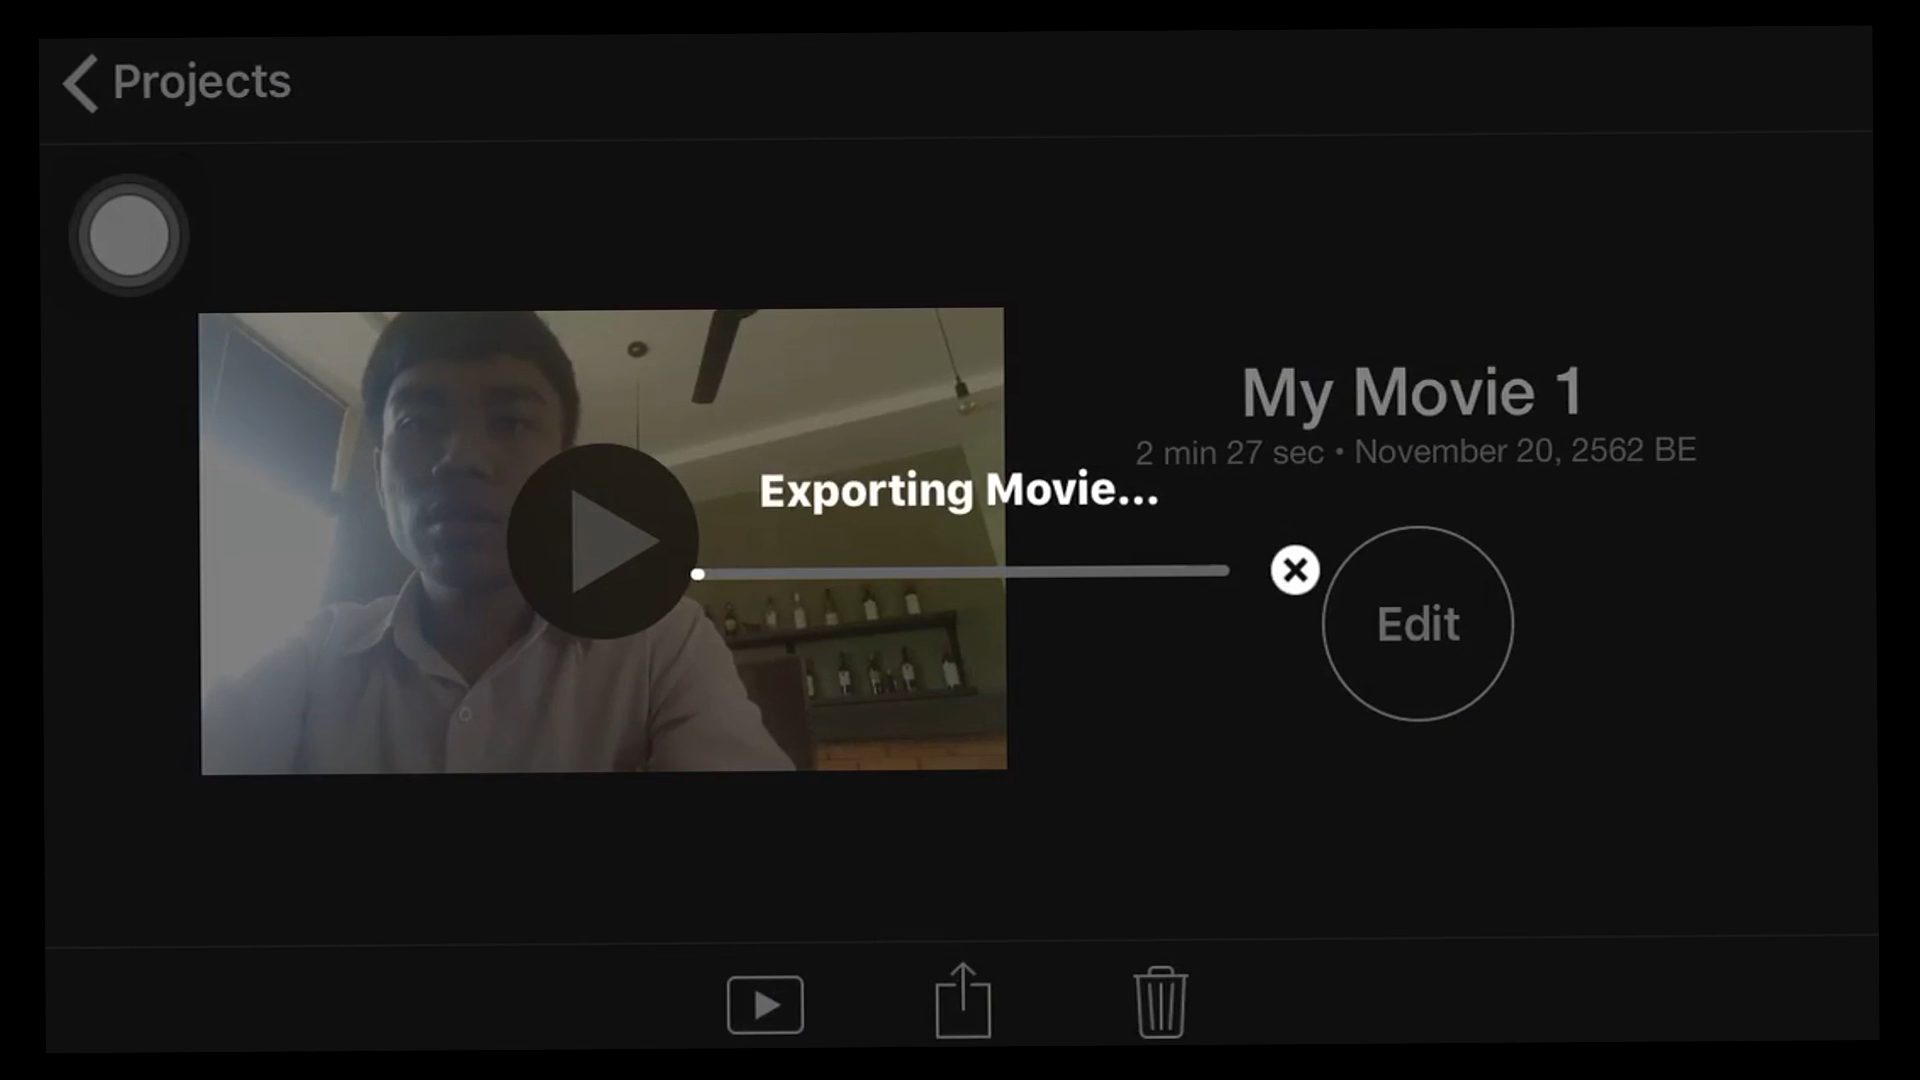 Projects
My Movie 1
2 min 27 sec • November 20, 2562 BE
Exporting Movie...
Edit